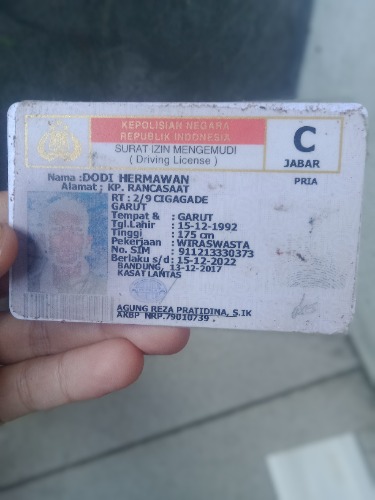 KEPOLISIAN NEGARA
REPUBLIK INDONESIA
SURAT IZIN MENGEMUDI
( Driving License )
C
JABAR
Nama : DODI HERMAWAN
PRIA
Alamat : KP. RANCASAAT
RT : 2/9 CIGAGADE
GARUT
Tempat & : GARUT
Tgl.Lahir : 15-12-1992
Tinggi : 175 cm
Pekerjaan : WIRASWASTA
No. SIM : 911213330373
Berlaku s/d : 15-12-2022
BANDUNG, 13-12-2017
KASAT LANTAS
AGUNG REZA PRATIDINA, S.IK
AKBP NRP.79010739 .